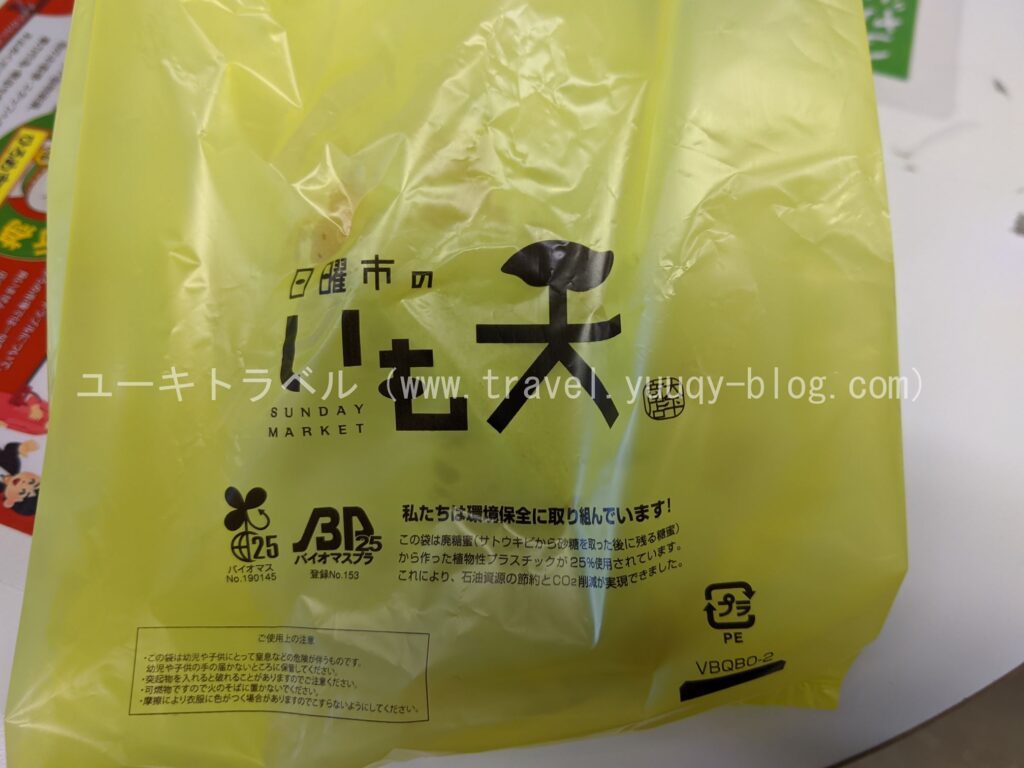 日曜市の
いも天
SUNDAY
MARKET
大平
ユーキトラベル (www.travel.yuqy-blog.com)
25
バイオマス
No.190145
BP
25
バイオマスプラ
登録No.153
私たちは環境保全に取り組んでいます!
この袋は廃糖蜜(サトウキビから砂糖を取った後に残る糖蜜)
から作った植物性プラスチックが25%使用されています。
これにより、石油資源の節約とCO2削減が実現できました。
プラ
PE
VBQBO-2
ご使用上の注意
・この袋は幼児や子供にとって窒息などの危険が伴うものです。
幼児や子供の手の届かないところに保管してください。
・突起物を入れると破れることがありますのでご注意ください。
・可燃物ですので火のそばに置かないでください。
・摩擦により衣服に色がつく場合がありますのでこすらないようにしてください。